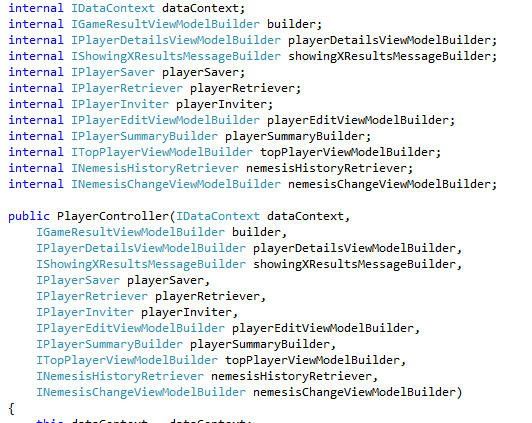 internal IDataContext dataContext;
internal IGameResultViewModelBuilder builder;
internal IPlayerDetailsViewModelBuilder playerDetailsViewModelBuilder;
internal IShowingXResultsMessageBuilder showingXResultsMessageBuilder;
internal IPlayerSaver playerSaver;
internal IPlayerRetriever playerRetriever;
internal IPlayerInviter playerInviter;
internal IPlayerEditViewModelBuilder playerEditViewModelBuilder;
internal IPlayerSummaryBuilder playerSummaryBuilder;
internal ITopPlayerViewModelBuilder topPlayerViewModelBuilder;
internal INemesisHistoryRetriever nemesisHistoryRetriever;
internal INemesisChangeViewModelBuilder nemesisChangeViewModelBuilder;
public PlayerController(IDataContext dataContext,
IGameResultViewModelBuilder builder,
IPlayerDetailsViewModelBuilder playerDetailsViewModelBuilder,
IShowingXResultsMessageBuilder showingXResultsMessageBuilder,
IPlayerSaver playerSaver,
IPlayerRetriever playerRetriever,
IPlayerInviter playerInviter,
IPlayerEditViewModelBuilder playerEditViewModelBuilder,
IPlayerSummaryBuilder playerSummaryBuilder,
ITopPlayerViewModelBuilder topPlayerViewModelBuilder,
INemesisHistoryRetriever nemesisHistoryRetriever,
INemesisChangeViewModelBuilder nemesisChangeViewModelBuilder)
{